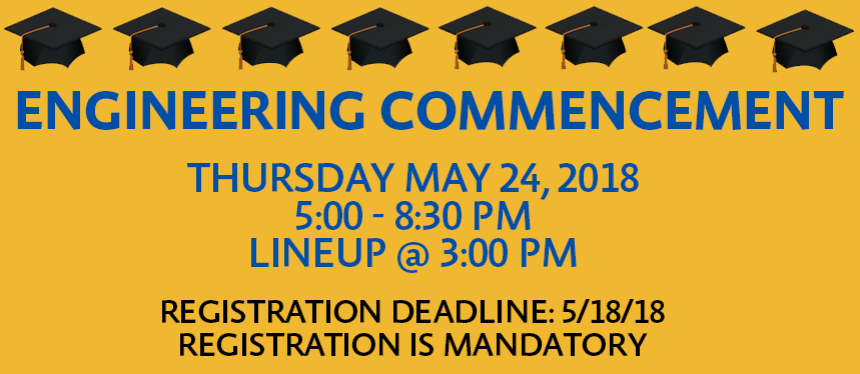 ENGINEERING COMMENCEMENT
THURSDAY MAY 24, 2018
5:00 - 8:30 PM
LINEUP @ 3:00 PM
REGISTRATION DEADLINE: 5/18/18
REGISTRATION IS MANDATORY